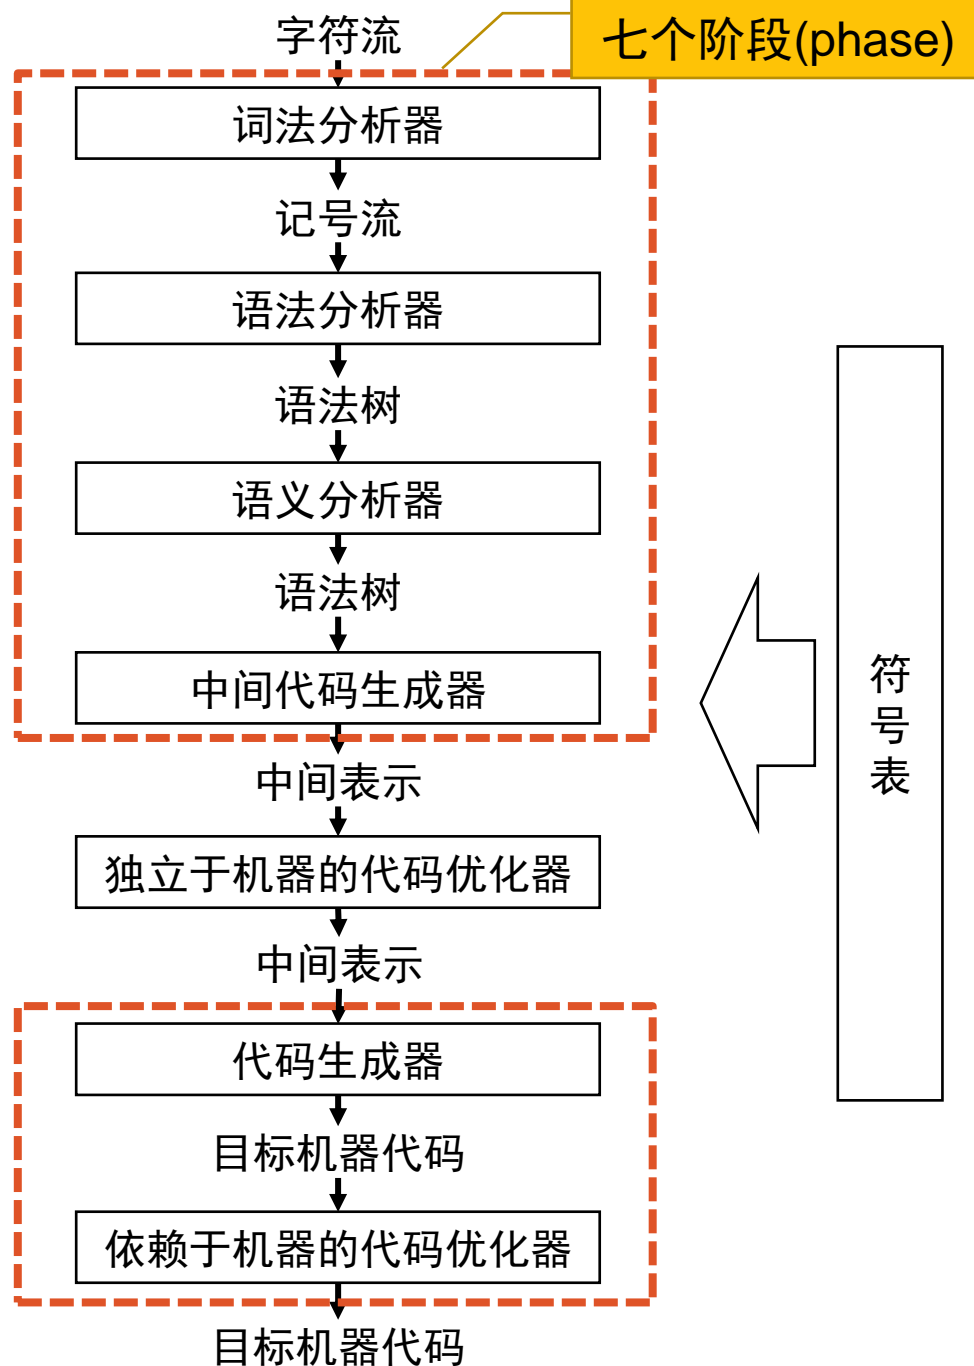 字符流
七个阶段(phase)
词法分析器
记号流
语法分析器
语法树
语义分析器
语法树
中间代码生成器
中间表示
独立于机器的代码优化器
中间表示
代码生成器
目标机器代码
依赖于机器的代码优化器
目标机器代码
符
号
表